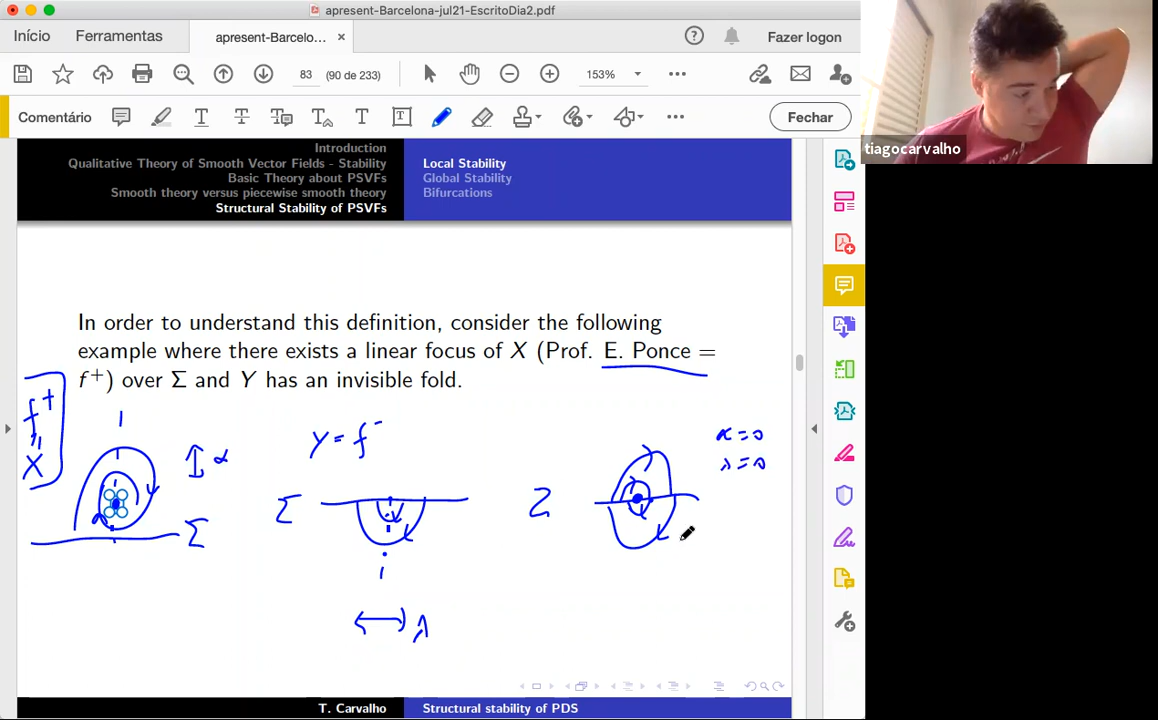 apresent-Barcelona-jul21-EscritoDia2.pdf
Início
Ferramentas
apresent-Barcelo...
Fazer logon
83
(90 de 233)
153%
Comentário
Fechar
tiagocarvalho
Introduction
Qualitative Theory of Smooth Vector Fields - Stability
Basic Theory about PSVFs
Smooth theory versus piecewise smooth theory
Structural Stability of PSVFs
Local Stability
Global Stability
Bifurcations
In order to understand this definition, consider the following
example where there exists a linear focus of X (Prof. E. Ponce =
f⁺) over Σ and Y has an invisible fold.
f⁺
X
α
Σ
Y = f⁻
Σ
λ
Z
α=0
λ=0
T. Carvalho
Structural stability of PDS